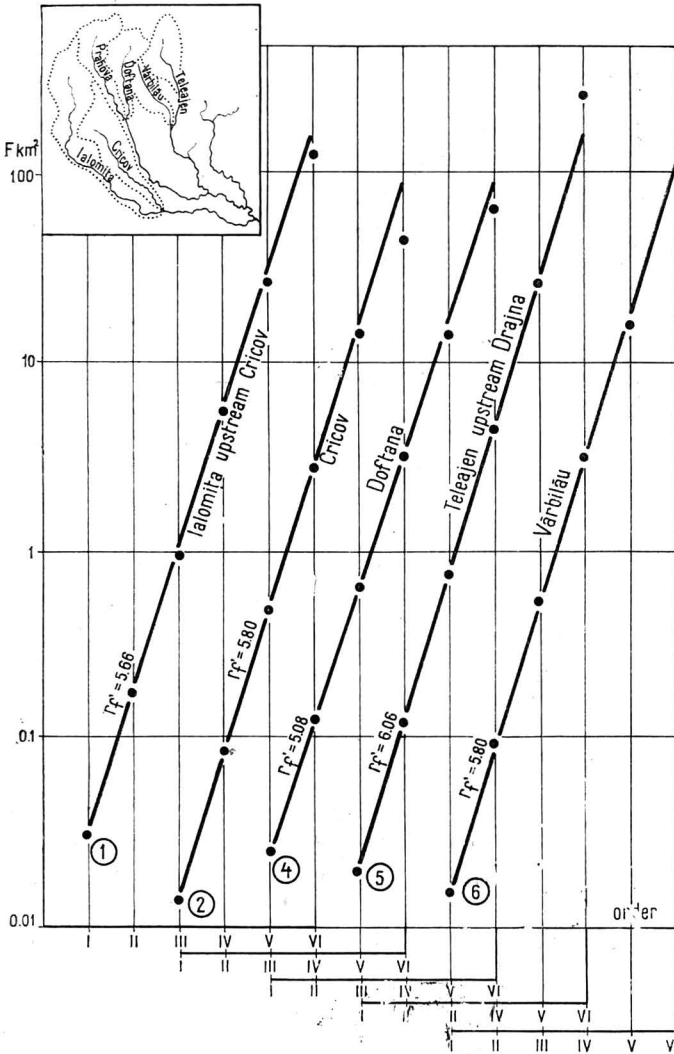 Prahova
Doftana
Vărbilău
Teleajen
Cricov
Ialomita
F km²
100
10
1
0.1
0.01
Ialomita upstream Cricov
Cricov
Doftana
Teleajen upstream Drajna
Vărbilău
rf' = 5.66
rf' = 5.80
rf' = 5.08
rf' = 6.06
rf' = 5.80
1
2
4
5
6
order
I II III IV V VI
I II III IV V VI
I II III IV V VI
I II IV V VI
I II III IV V V